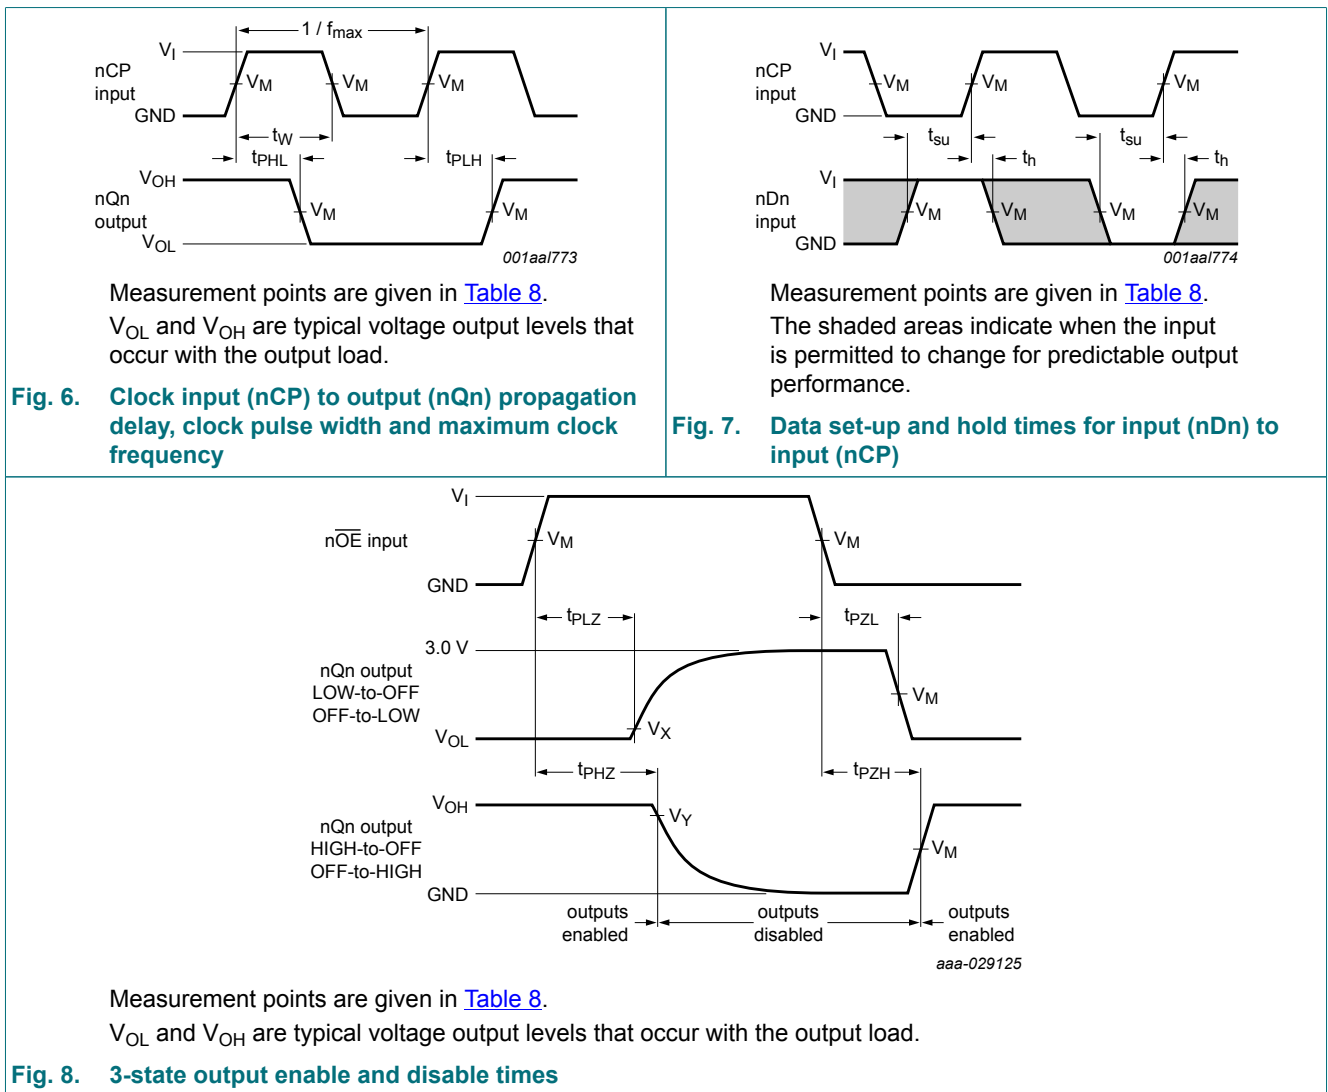 1 / fmax
VI
nCP
input
VM
VM
VM
GND
tW
tPHL
tPLH
VOH
nQn
output
VM
VM
VOL
001aal773
Measurement points are given in Table 8.
VOL and VOH are typical voltage output levels that
occur with the output load.
Fig. 6. Clock input (nCP) to output (nQn) propagation
delay, clock pulse width and maximum clock
frequency
VI
nCP
input
VM
VM
VM
GND
tsu
tsu
th
th
VI
nDn
input
VM
VM
VM
VM
GND
001aal774
Measurement points are given in Table 8.
The shaded areas indicate when the input
is permitted to change for predictable output
performance.
Fig. 7. Data set-up and hold times for input (nDn) to
input (nCP)
VI
nOE input
VM
VM
GND
tPLZ
tPZL
3.0 V
nQn output
LOW-to-OFF
OFF-to-LOW
VM
VX
VOL
tPHZ
tPZH
VOH
VY
nQn output
HIGH-to-OFF
OFF-to-HIGH
VM
GND
outputs
enabled
outputs
disabled
outputs
enabled
aaa-029125
Measurement points are given in Table 8.
VOL and VOH are typical voltage output levels that occur with the output load.
Fig. 8. 3-state output enable and disable times